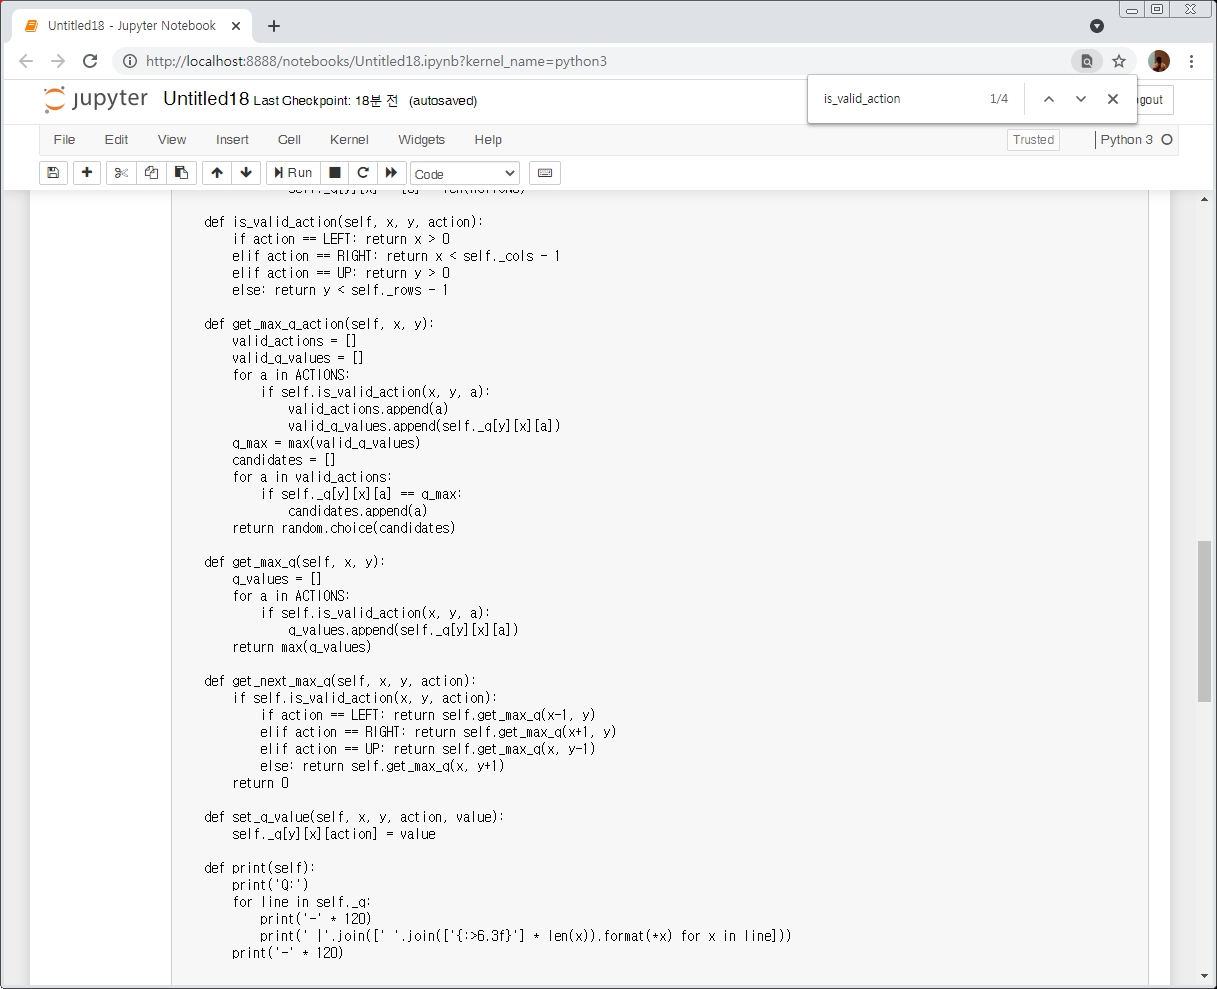 Untitled18 - Jupyter Notebook
http://localhost:8888/notebooks/Untitled18.ipynb?kernel_name=python3
jupyter Untitled18 Last Checkpoint: 18분 전 (autosaved)
is_valid_action 1/4
gout
File Edit View Insert Cell Kernel Widgets Help
Trusted Python 3
Run Code
def is_valid_action(self, x, y, action):
if action == LEFT: return x > 0
elif action == RIGHT: return x < self._cols - 1
elif action == UP: return y > 0
else: return y < self._rows - 1
def get_max_q_action(self, x, y):
valid_actions = []
valid_q_values = []
for a in ACTIONS:
if self.is_valid_action(x, y, a):
valid_actions.append(a)
valid_q_values.append(self._q[y][x][a])
q_max = max(valid_q_values)
candidates = []
for a in valid_actions:
if self._q[y][x][a] == q_max:
candidates.append(a)
return random.choice(candidates)
def get_max_q(self, x, y):
q_values = []
for a in ACTIONS:
if self.is_valid_action(x, y, a):
q_values.append(self._q[y][x][a])
return max(q_values)
def get_next_max_q(self, x, y, action):
if self.is_valid_action(x, y, action):
if action == LEFT: return self.get_max_q(x-1, y)
elif action == RIGHT: return self.get_max_q(x+1, y)
elif action == UP: return self.get_max_q(x, y-1)
else: return self.get_max_q(x, y+1)
return 0
def set_q_value(self, x, y, action, value):
self._q[y][x][action] = value
def print(self):
print('Q:')
for line in self._q:
print('-' * 120)
print(' |'.join([' '.join(['{:>6.3f}'] * len(x)).format(*x) for x in line]))
print('-' * 120)